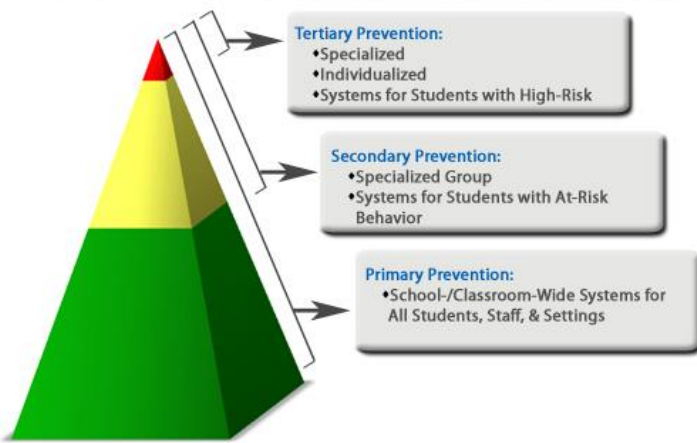 Tertiary Prevention:
♦Specialized
♦Individualized
♦Systems for Students with High-Risk
Secondary Prevention:
♦Specialized Group
♦Systems for Students with At-Risk
Behavior
Primary Prevention:
♦School-/Classroom-Wide Systems for
All Students, Staff, & Settings